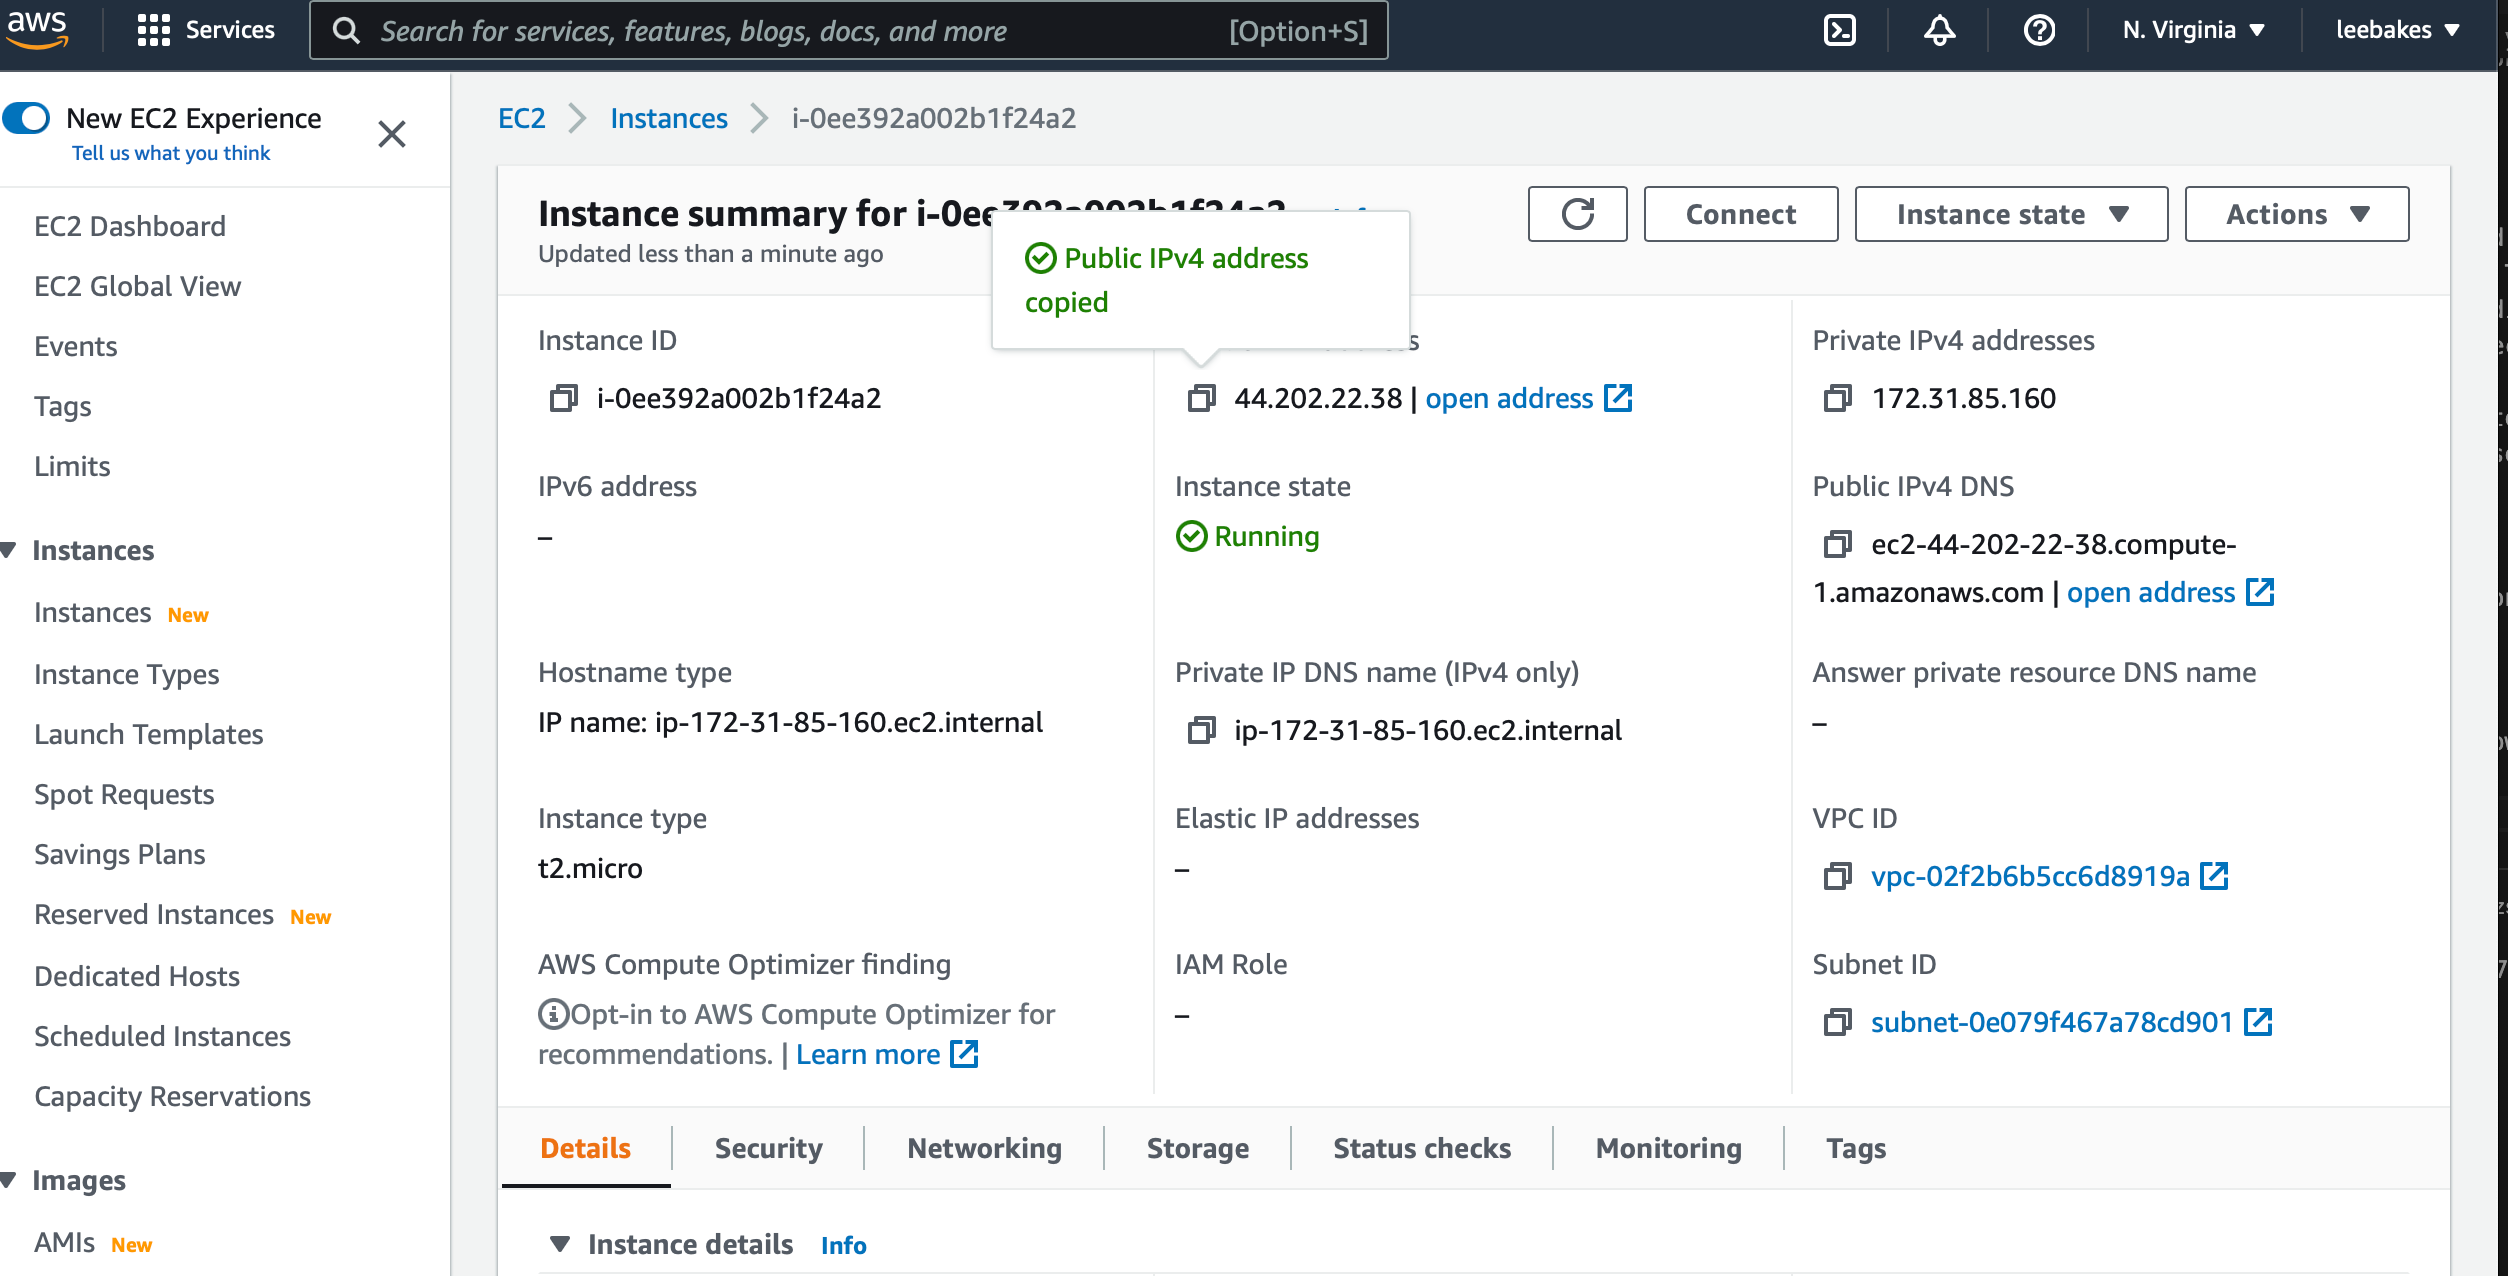 aws
Services
Search for services, features, blogs, docs, and more [Option+S]
N. Virginia
leebakes
New EC2 Experience
Tell us what you think
EC2 Dashboard
EC2 Global View
Events
Tags
Limits
Instances
Instances New
Instance Types
Launch Templates
Spot Requests
Savings Plans
Reserved Instances New
Dedicated Hosts
Scheduled Instances
Capacity Reservations
Images
AMIs New
EC2
Instances
i-0ee392a002b1f24a2
Instance summary for i-0ee392a002b1f24a2
Updated less than a minute ago
Connect
Instance state
Actions
Public IPv4 address
copied
Instance ID
i-0ee392a002b1f24a2
44.202.22.38 | open address
Private IPv4 addresses
172.31.85.160
IPv6 address
–
Instance state
Running
Public IPv4 DNS
ec2-44-202-22-38.compute-
1.amazonaws.com | open address
Hostname type
IP name: ip-172-31-85-160.ec2.internal
Private IP DNS name (IPv4 only)
ip-172-31-85-160.ec2.internal
Answer private resource DNS name
–
Instance type
t2.micro
Elastic IP addresses
–
VPC ID
vpc-02f2b6b5cc6d8919a
AWS Compute Optimizer finding
Opt-in to AWS Compute Optimizer for
recommendations. | Learn more
IAM Role
–
Subnet ID
subnet-0e079f467a78cd901
Details
Security
Networking
Storage
Status checks
Monitoring
Tags
Instance details Info